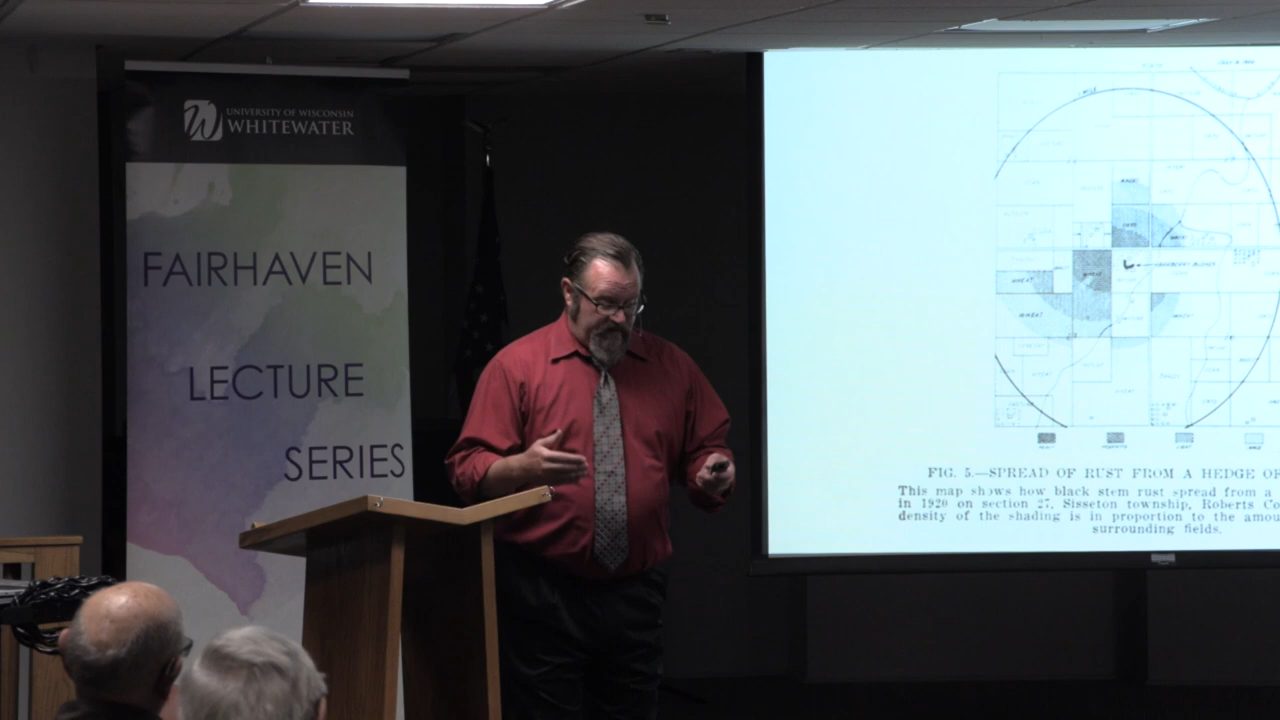 UNIVERSITY OF WISCONSIN
WHITEWATER
FAIRHAVEN
LECTURE
SERIES
WHEAT
WHEAT
FIG. 5.—SPREAD OF RUST FROM A HEDGE OF
This map shows how black stem rust spread from a
in 1920 on section 27, Sisseton township, Roberts Co
density of the shading is in proportion to the amou
surrounding fields.